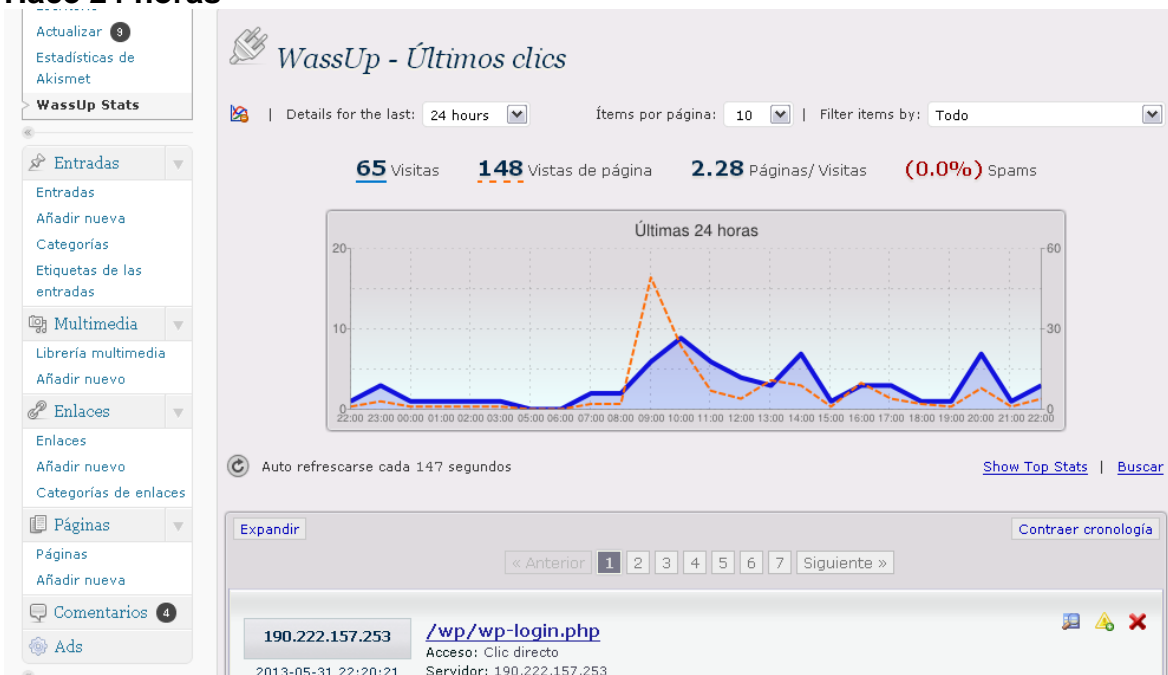 Hace 24 horas
Escritorio
Actualizar 9
Estadísticas de
Akismet
WassUp Stats
Entradas
Entradas
Añadir nueva
Categorías
Etiquetas de las
entradas
Multimedia
Librería multimedia
Añadir nuevo
Enlaces
Enlaces
Añadir nuevo
Categorías de enlaces
Páginas
Páginas
Añadir nueva
Comentarios 4
Ads
WassUp - Últimos clics
| Details for the last: 24 hours Ítems por página: 10 | Filter items by: Todo
65 Visitas 148 Vistas de página 2.28 Páginas/ Visitas (0.0%) Spams
Últimas 24 horas
20 60
10 30
0 0
22:00 23:00 00:00 01:00 02:00 03:00 05:00 06:00 07:00 08:00 09:00 10:00 11:00 12:00 13:00 14:00 15:00 16:00 17:00 18:00 19:00 20:00 21:00 22:00
Auto refrescarse cada 147 segundos Show Top Stats | Buscar
Expandir Contraer cronología
« Anterior 1 2 3 4 5 6 7 Siguiente »
190.222.157.253 /wp/wp-login.php
Acceso: Clic directo
2013-05-31 22:20:21 Servidor: 190.222.157.253